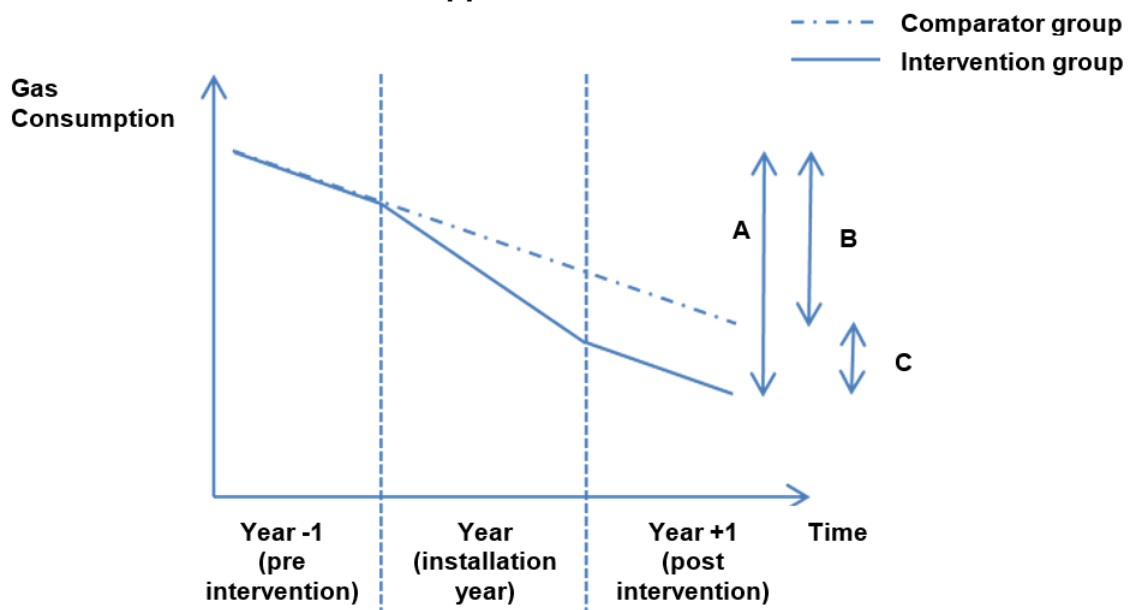 Comparator group
Intervention group
Gas
Consumption
A
B
C
Year -1
(pre
intervention)
Year
(installation
year)
Year +1
(post
intervention)
Time